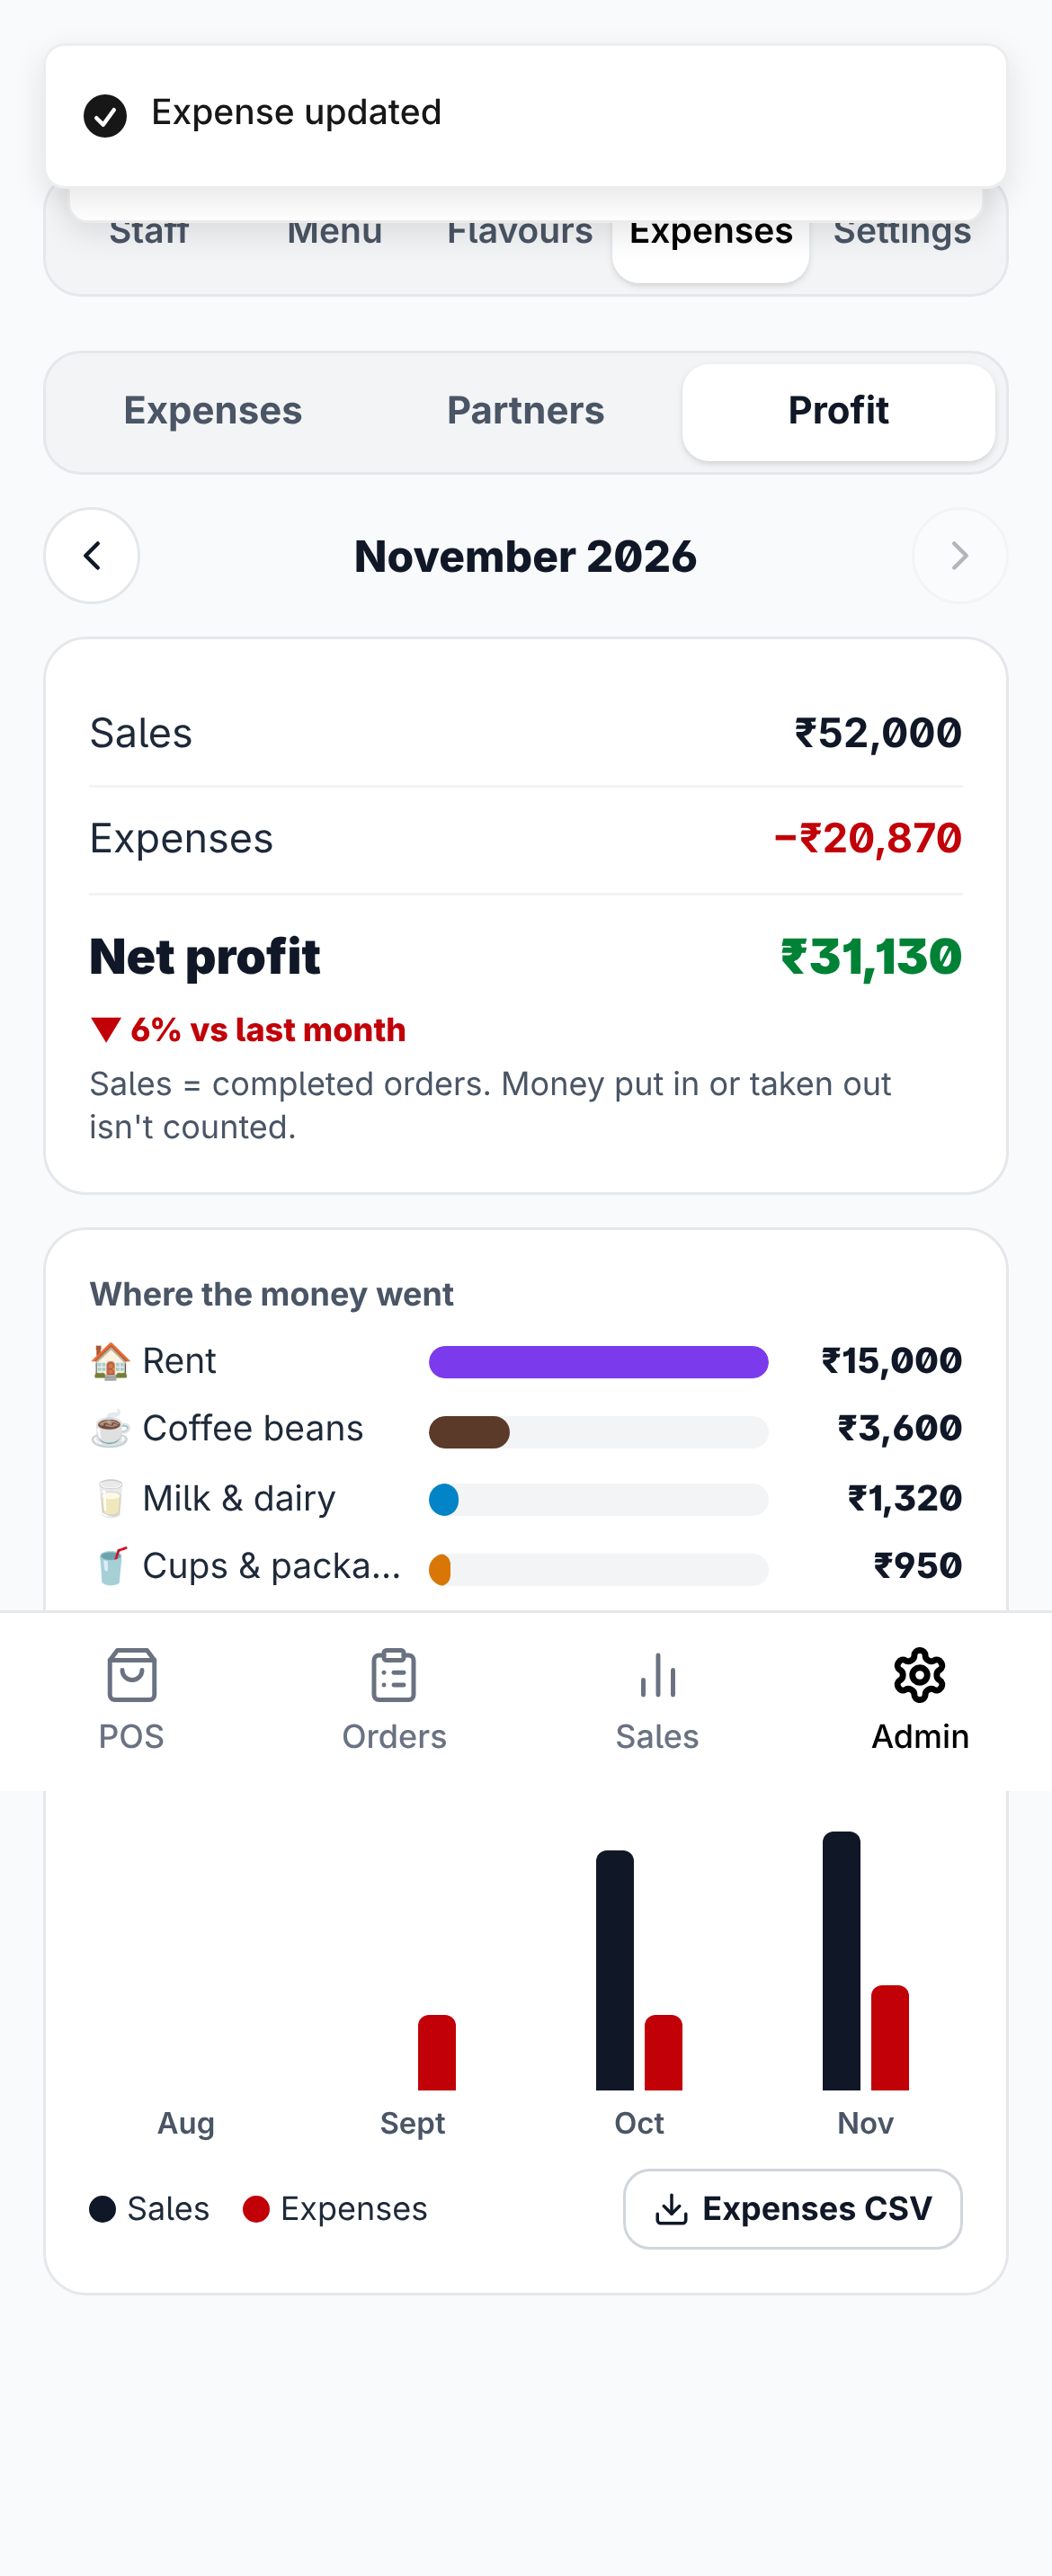 Expense updated
Staff Menu Flavours Expenses Settings
Expenses Partners Profit
November 2026
Sales ₹52,000
Expenses −₹20,870
Net profit ₹31,130
▼ 6% vs last month
Sales = completed orders. Money put in or taken out
isn't counted.
Where the money went
Rent ₹15,000
Coffee beans ₹3,600
Milk & dairy ₹1,320
Cups & packa... ₹950
POS Orders Sales Admin
Aug Sept Oct Nov
Sales Expenses Expenses CSV